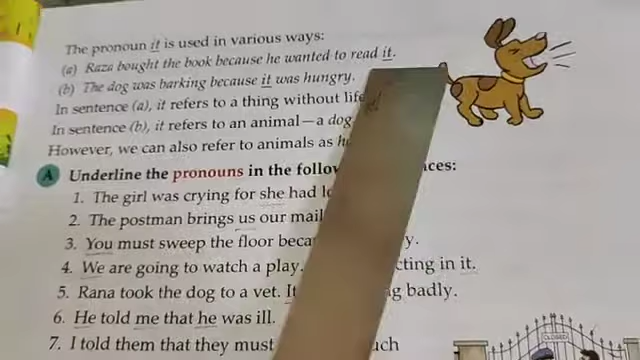 The pronoun it is used in various ways:
(a) Raza bought the book because he wanted to read it.
(b) The dog was barking because it was hungry.
In sentence (a), it refers to a thing without life
In sentence (b), it refers to an animal—a dog
However, we can also refer to animals as
A Underline the pronouns in the
1. The girl was crying for she had
2. The postman brings us our mail
3. You must sweep the floor
4. We are going to watch a play. in it.
5. Rana took the dog to a vet. It badly.
6. He told me that he was ill.
7. I told them that they must
CLOSED